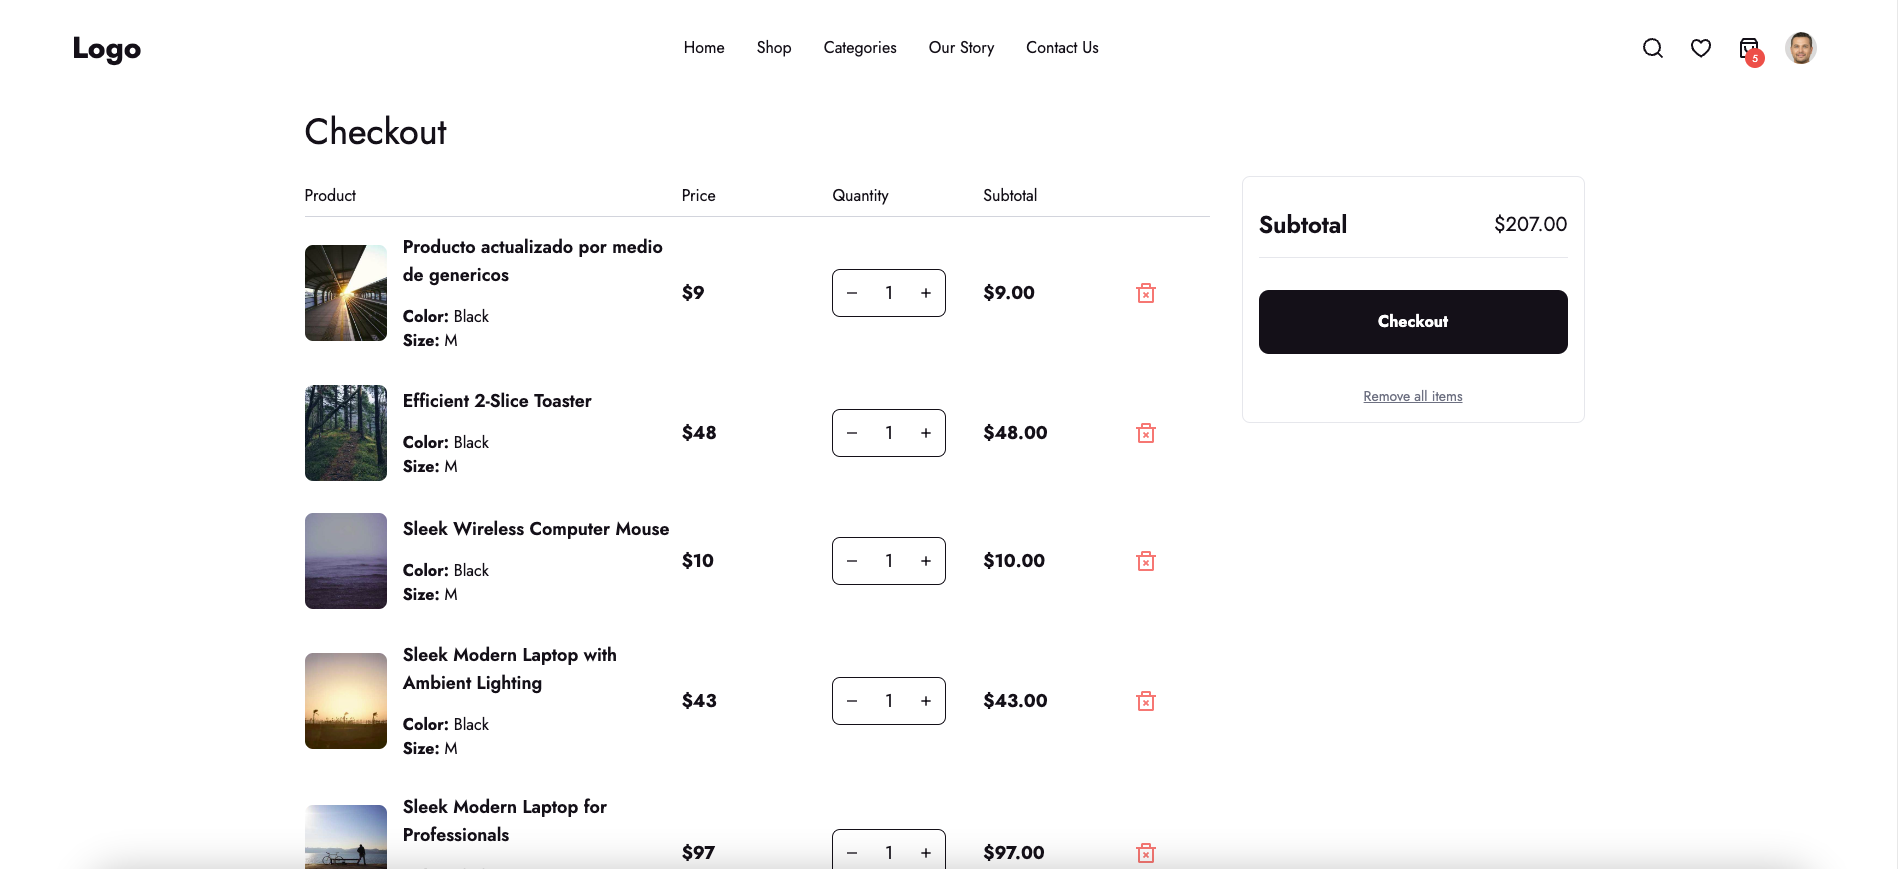 Logo
Home Shop Categories Our Story Contact Us
5
Checkout
Product Price Quantity Subtotal
Producto actualizado por medio
de genericos
Color: Black
Size: M
$9
− 1 +
$9.00
Efficient 2-Slice Toaster
Color: Black
Size: M
$48
− 1 +
$48.00
Sleek Wireless Computer Mouse
Color: Black
Size: M
$10
− 1 +
$10.00
Sleek Modern Laptop with
Ambient Lighting
Color: Black
Size: M
$43
− 1 +
$43.00
Sleek Modern Laptop for
Professionals
$97
− 1 +
$97.00
Subtotal $207.00
Checkout
Remove all items